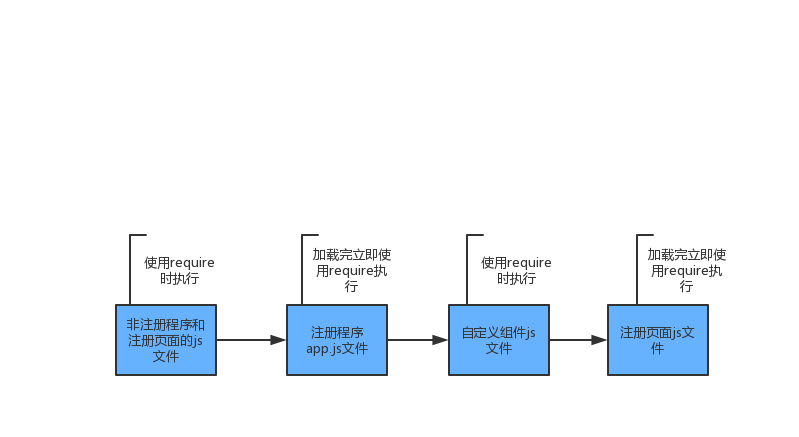 使用require
时执行
加载完立即使
用require执
行
使用require
时执行
加载完立即使
用require执
行
非注册程序和
注册页面的js
文件
注册程序
app.js文件
自定义组件js
文件
注册页面js文
件